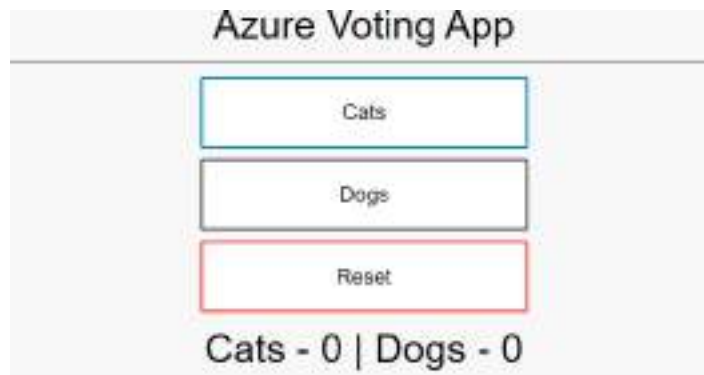 Azure Voting App
Cats
Dogs
Reset
Cats - 0 | Dogs - 0